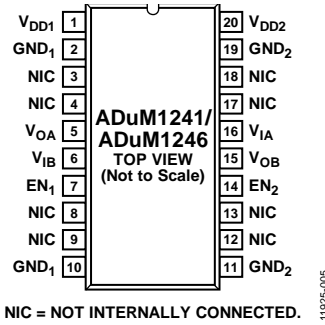 VDD1 1 20 VDD2
GND1 2 19 GND2
NIC 3 18 NIC
NIC 4 17 NIC
VOA 5 16 VIA
VIB 6 15 VOB
EN1 7 14 EN2
NIC 8 13 NIC
NIC 9 12 NIC
GND1 10 11 GND2
ADuM1241/
ADuM1246
TOP VIEW
(Not to Scale)
NIC = NOT INTERNALLY CONNECTED.
11925-005